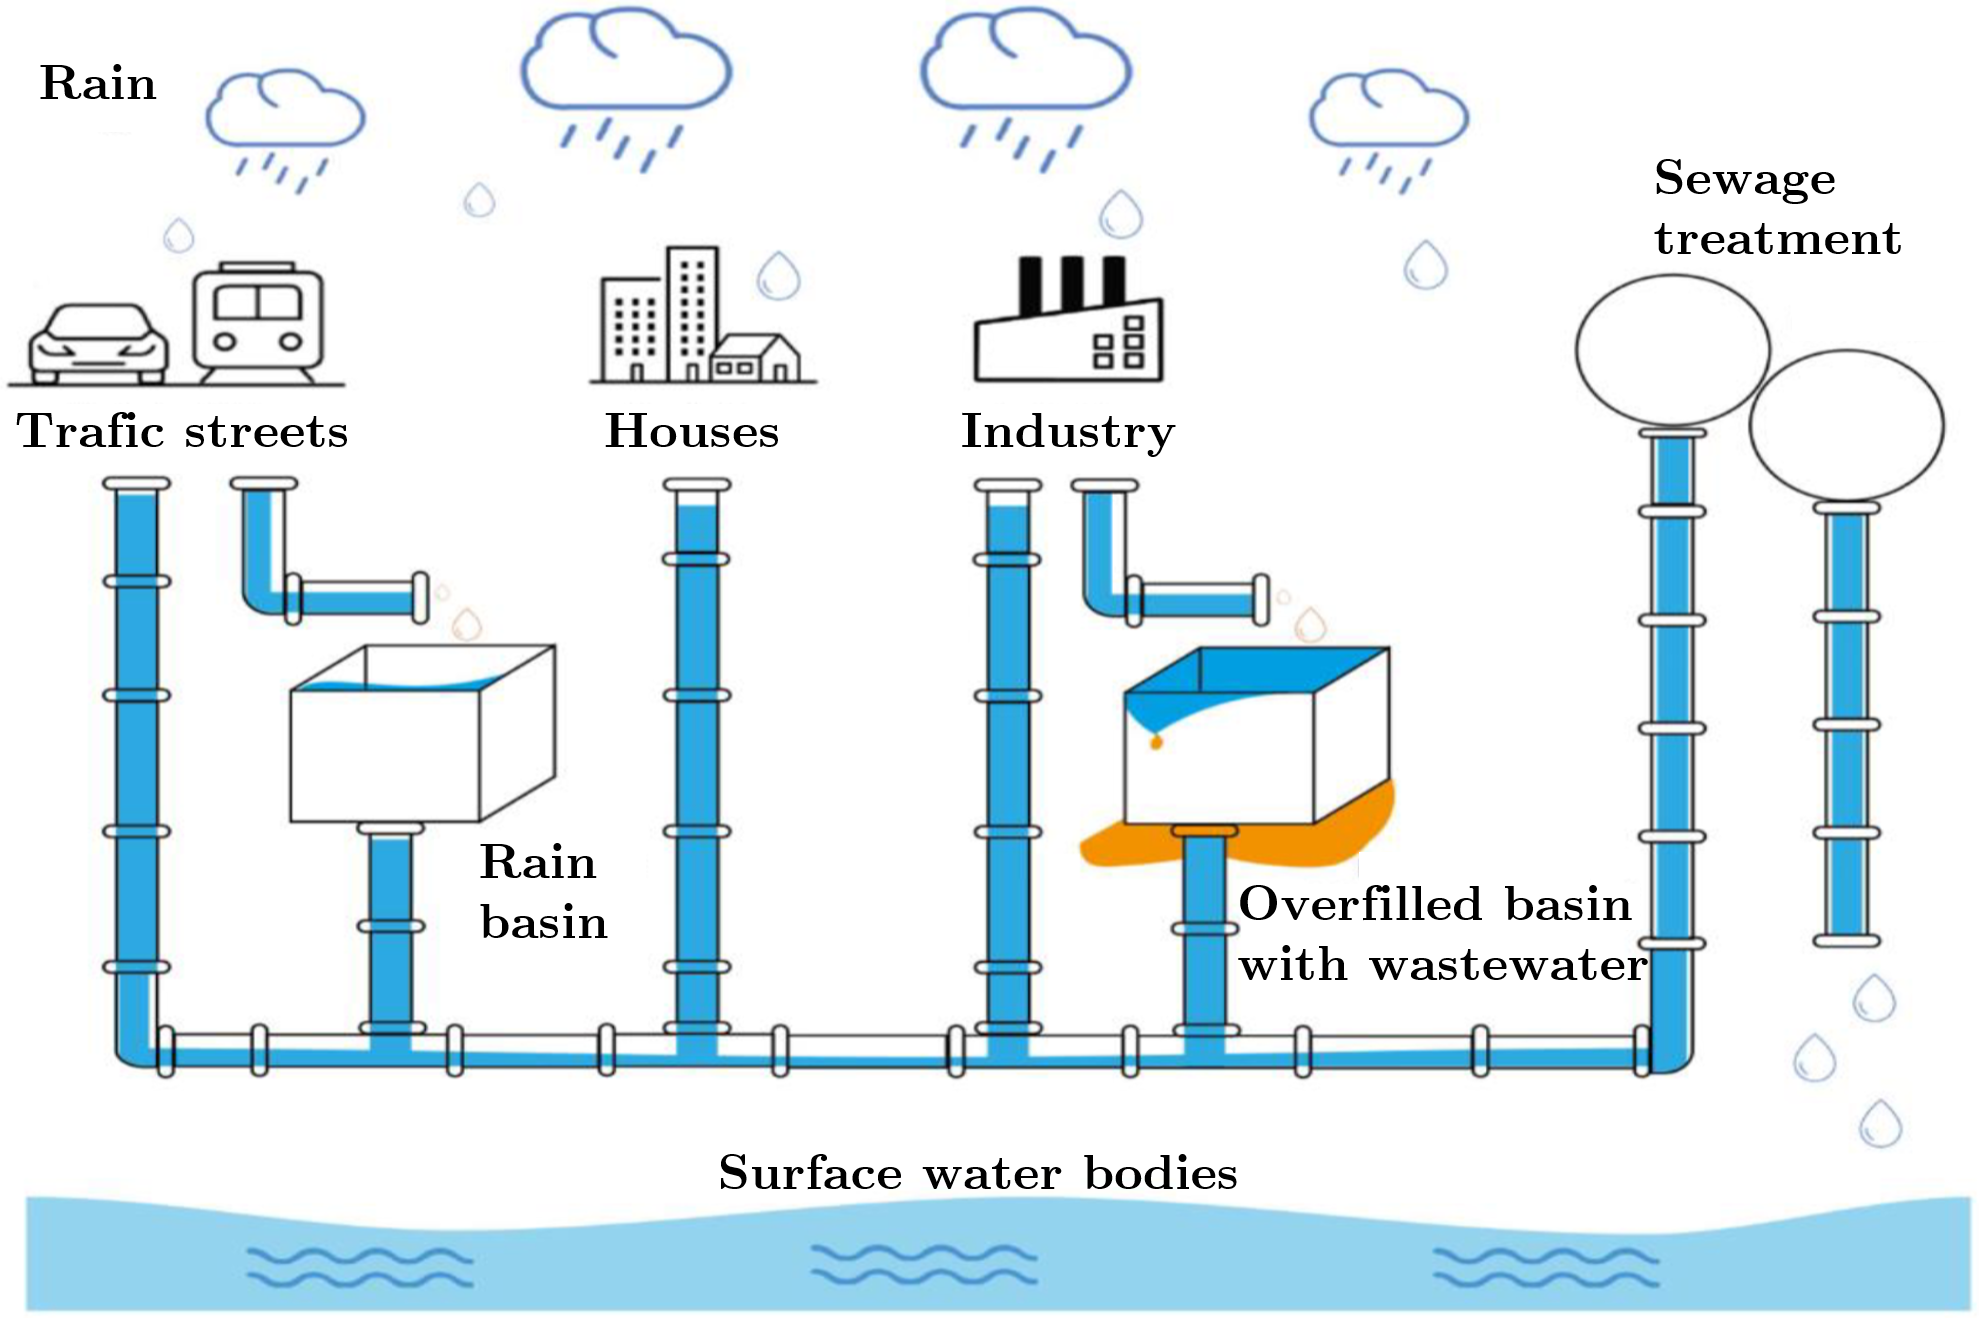 Rain
Sewage
treatment
Trafic streets
Houses
Industry
Rain
basin
Overfilled basin
with wastewater
Surface water bodies